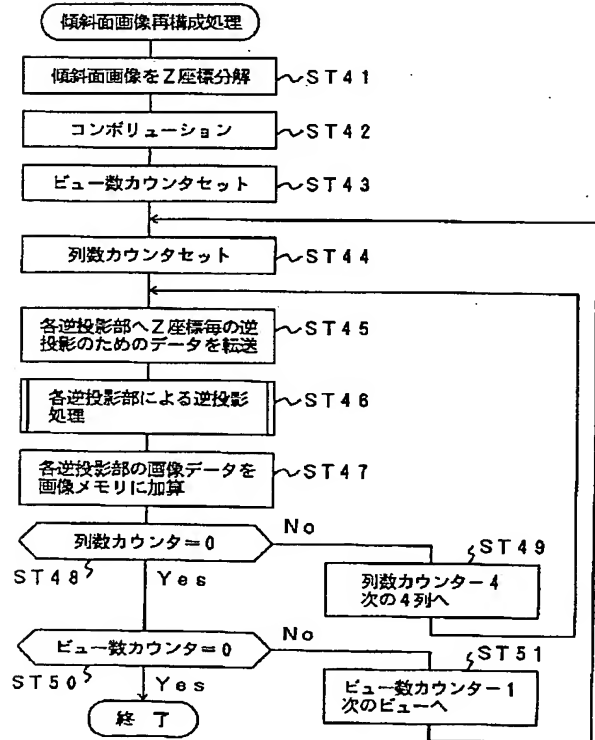 傾斜面画像再構成処理
傾斜面画像をZ座標分解
ST41
コンボリューション
ST42
ビュー数カウンタセット
ST43
列数カウンタセット
ST44
各逆投影部へZ座標毎の逆
投影のためのデータを転送
ST45
各逆投影部による逆投影
処理
ST46
各逆投影部の画像データを
画像メモリに加算
ST47
列数カウンタ=0
No
ST48
Yes
ST49
列数カウンター4
次の4列へ
ビュー数カウンタ=0
No
ST50
Yes
ST51
ビュー数カウンター1
次のビューへ
終 了